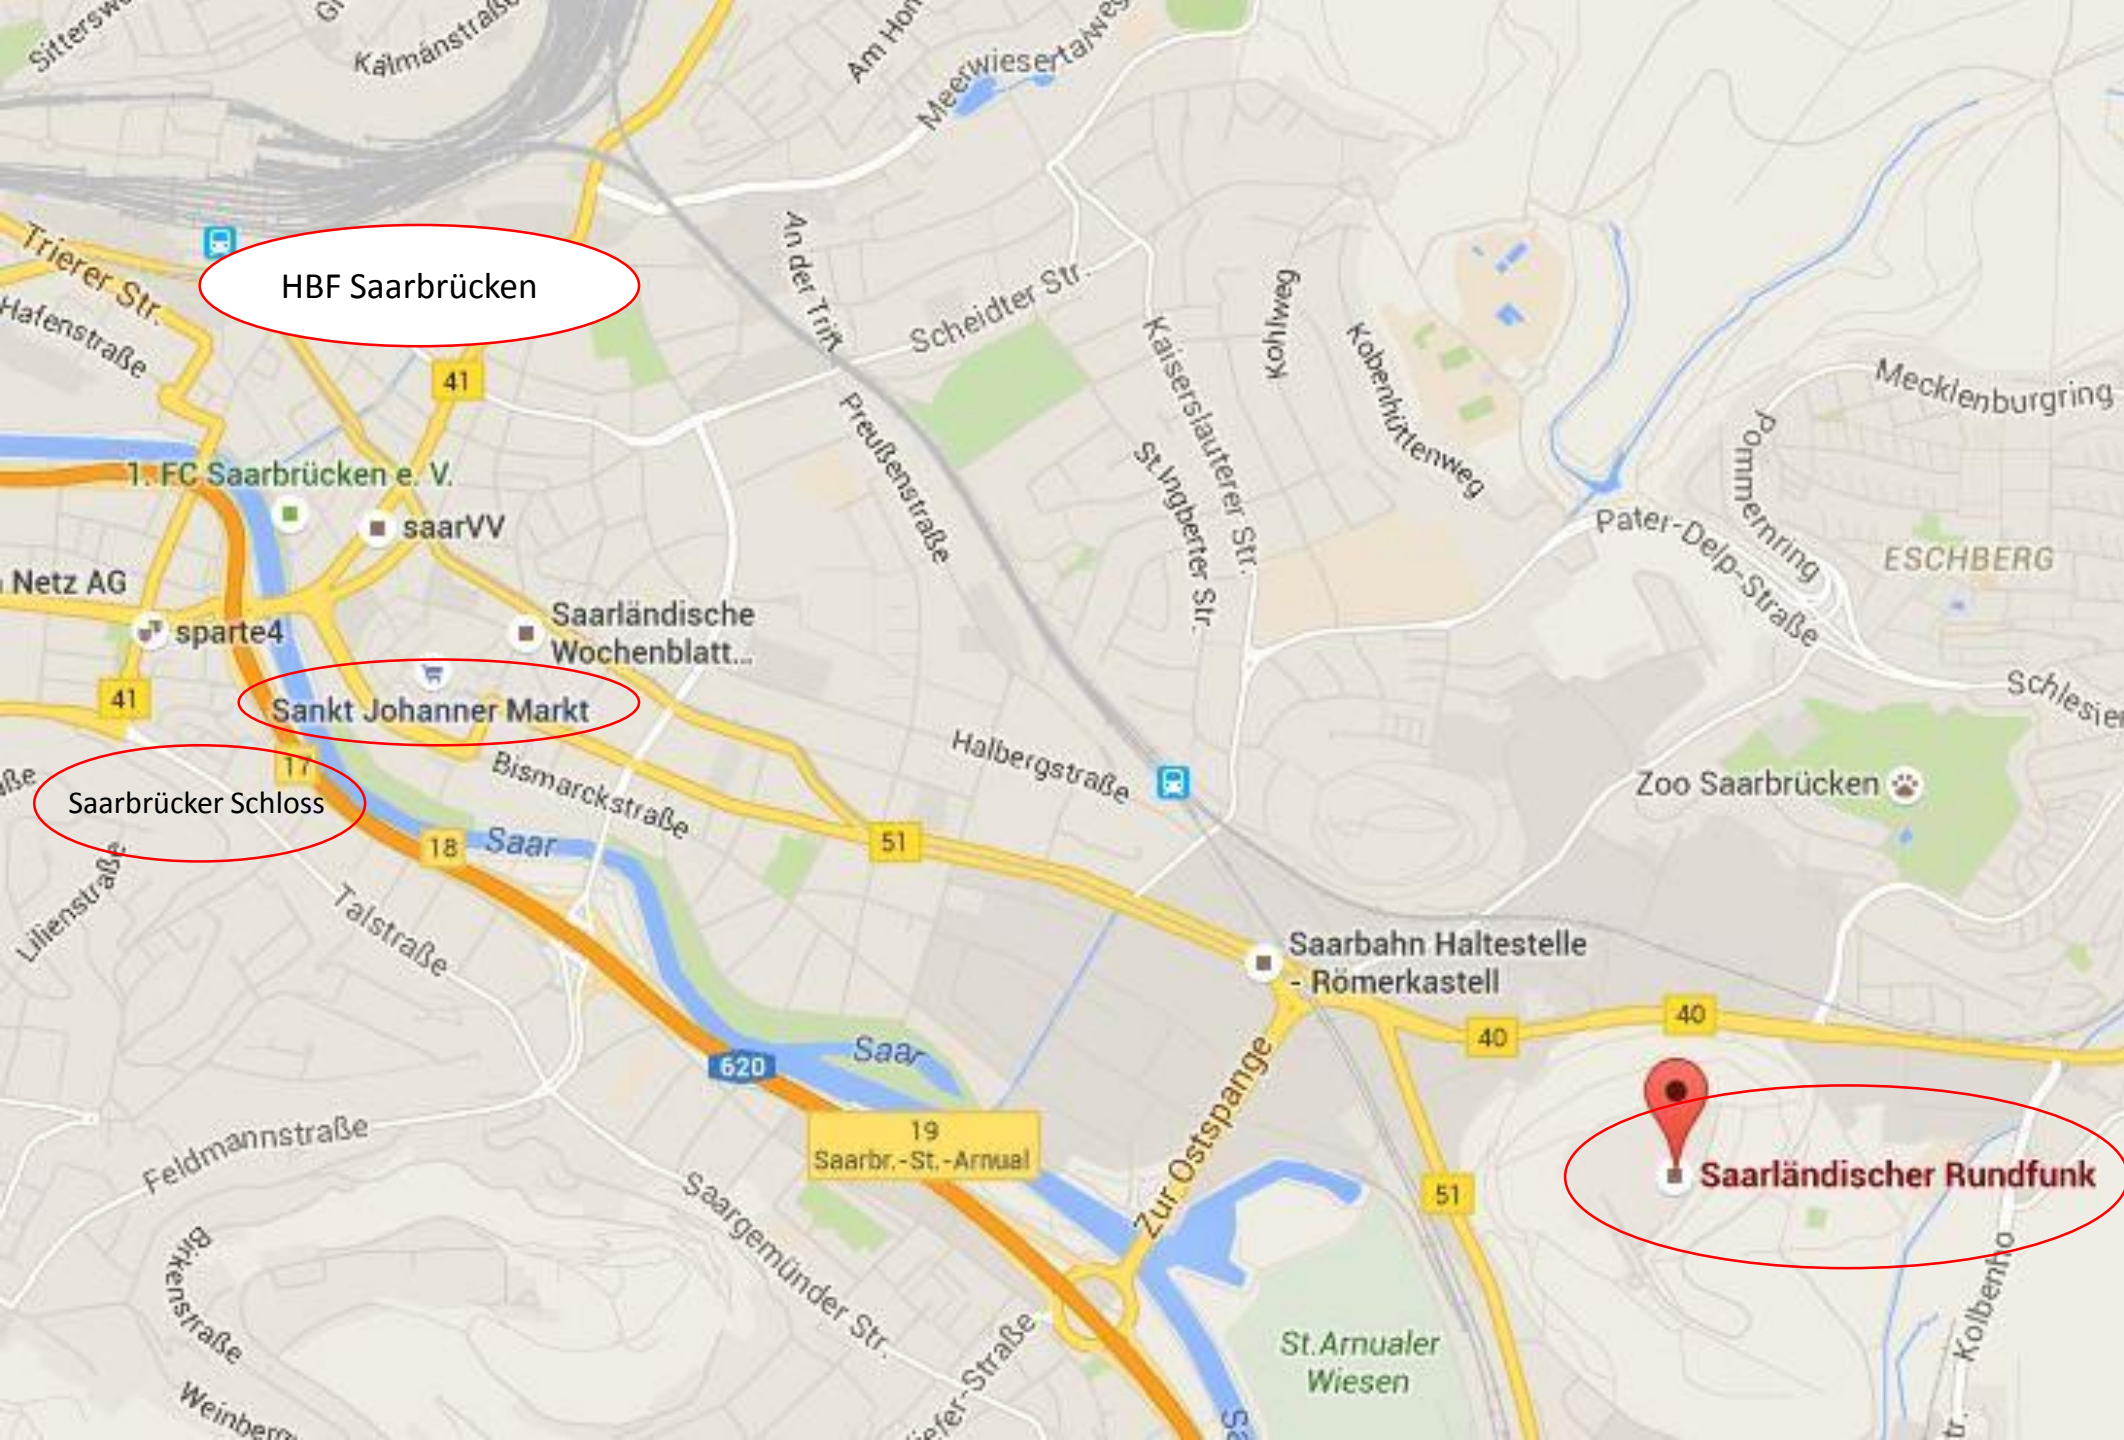 Kálmánstraße
Am Hom
Meerwiesertalweg
Trierer Str.
HBF Saarbrücken
An der Trift
Scheidter Str.
Kohlweg
Hafenstraße
41
Kaiserslauterer Str.
Kobenhüttenweg
Mecklenburgring
Preußenstraße
St.Ingberter Str.
Pommernring
1. FC Saarbrücken e. V.
saarVV
Pater-Delp-Straße
ESCHBERG
Netz AG
sparte4
Saarländische
Wochenblatt...
41
Sankt Johanner Markt
Halbergstraße
17
Bismarckstraße
Zoo Saarbrücken
Saarbrücker Schloss
18
Saar
51
Lilienstraße
Talstraße
Saarbahn Haltestelle
- Römerkastell
40
40
Saar
620
Zur Ostspange
19
Saarbr.-St.-Arnual
Feldmannstraße
51
Saarländischer Rundfunk
Saargemünder Str.
Birkenstraße
St.Arnualer
Wiesen
Kolbenho